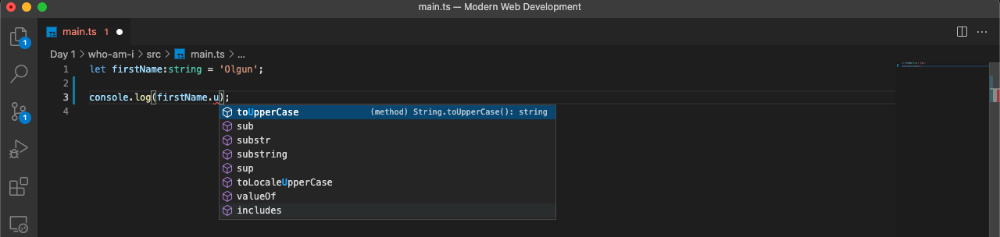 main.ts — Modern Web Development
TS main.ts 1
Day 1 > who-am-i > src > TS main.ts > ...
1 let firstName:string = 'Olgun';
2
3 console.log(firstName.u);
4
toUpperCase (method) String.toUpperCase(): string
sub
substr
substring
sup
toLocaleUpperCase
valueOf
includes
1
1